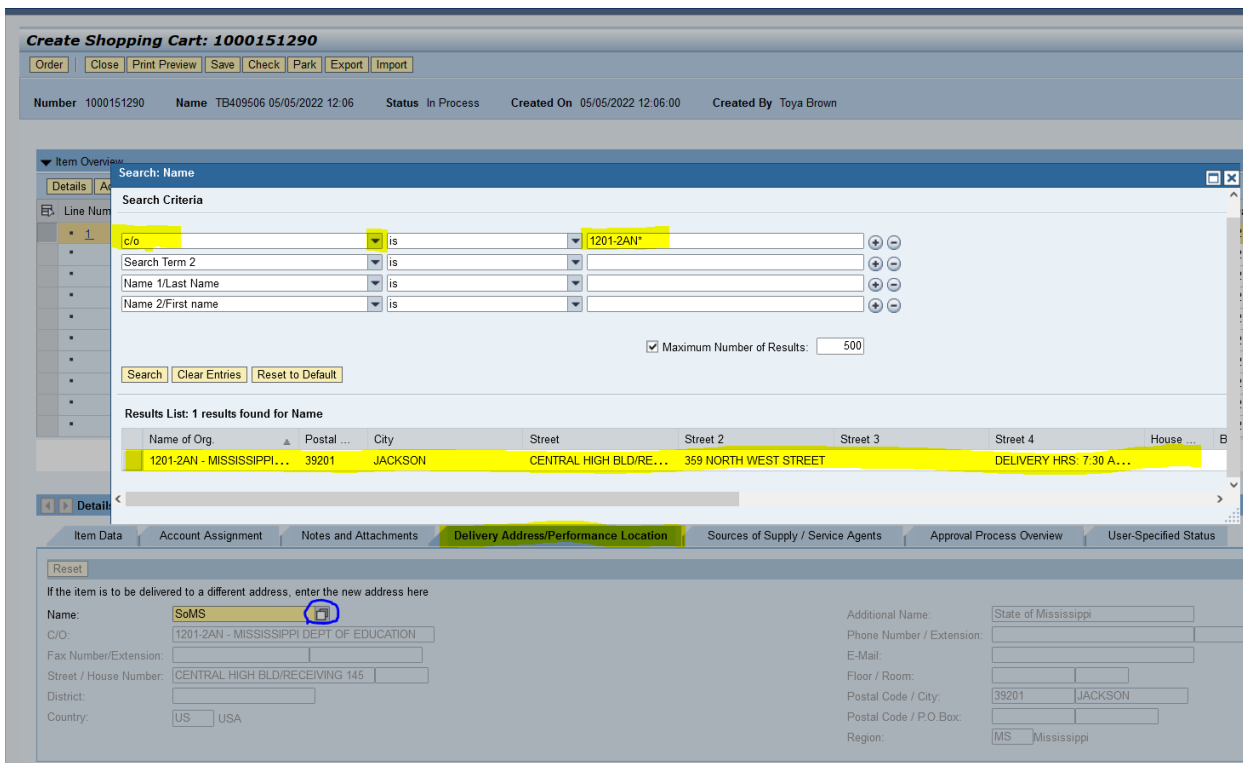 Create Shopping Cart: 1000151290
Order Close Print Preview Save Check Park Export Import
Number 1000151290 Name TB409506 05/05/2022 12:06 Status In Process Created On 05/05/2022 12:06:00 Created By Toya Brown
Item Overview
Details
Line Num
1
Search: Name
Search Criteria
c/o is 1201-2AN*
Search Term 2 is
Name 1/Last Name is
Name 2/First name is
Maximum Number of Results: 500
Search Clear Entries Reset to Default
Results List: 1 results found for Name
Name of Org. Postal ... City Street Street 2 Street 3 Street 4 House ... B
1201-2AN - MISSISSIPPI... 39201 JACKSON CENTRAL HIGH BLD/RE... 359 NORTH WEST STREET DELIVERY HRS: 7:30 A...
Details
Item Data Account Assignment Notes and Attachments Delivery Address/Performance Location Sources of Supply / Service Agents Approval Process Overview User-Specified Status
Reset
If the item is to be delivered to a different address, enter the new address here
Name: SoMS Additional Name: State of Mississippi
C/O: 1201-2AN - MISSISSIPPI DEPT OF EDUCATION Phone Number / Extension:
Fax Number/Extension: E-Mail:
Street / House Number: CENTRAL HIGH BLD/RECEIVING 145 Floor / Room:
District: Postal Code / City: 39201 JACKSON
Country: US USA Postal Code / P.O.Box:
Region: MS Mississippi